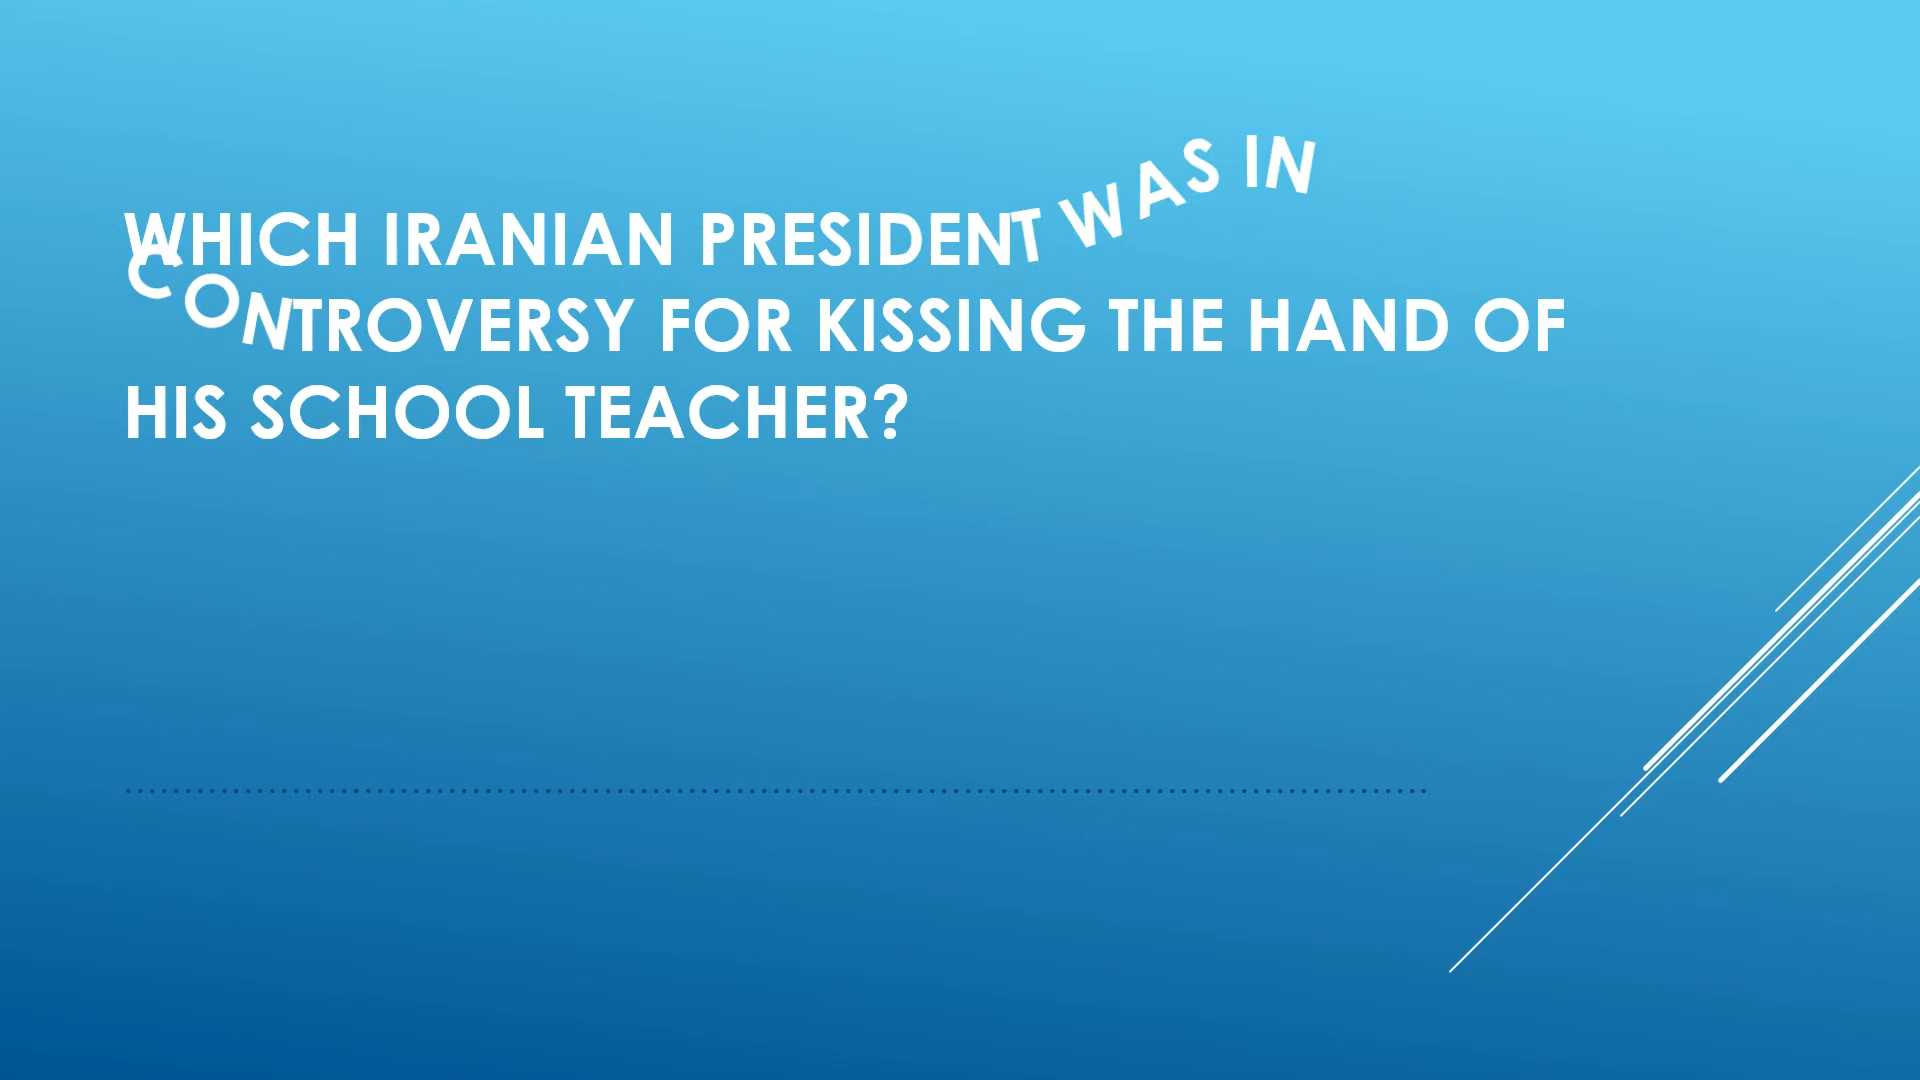 WHICH IRANIAN PRESIDENT WAS IN
CONTROVERSY FOR KISSING THE HAND OF
HIS SCHOOL TEACHER?